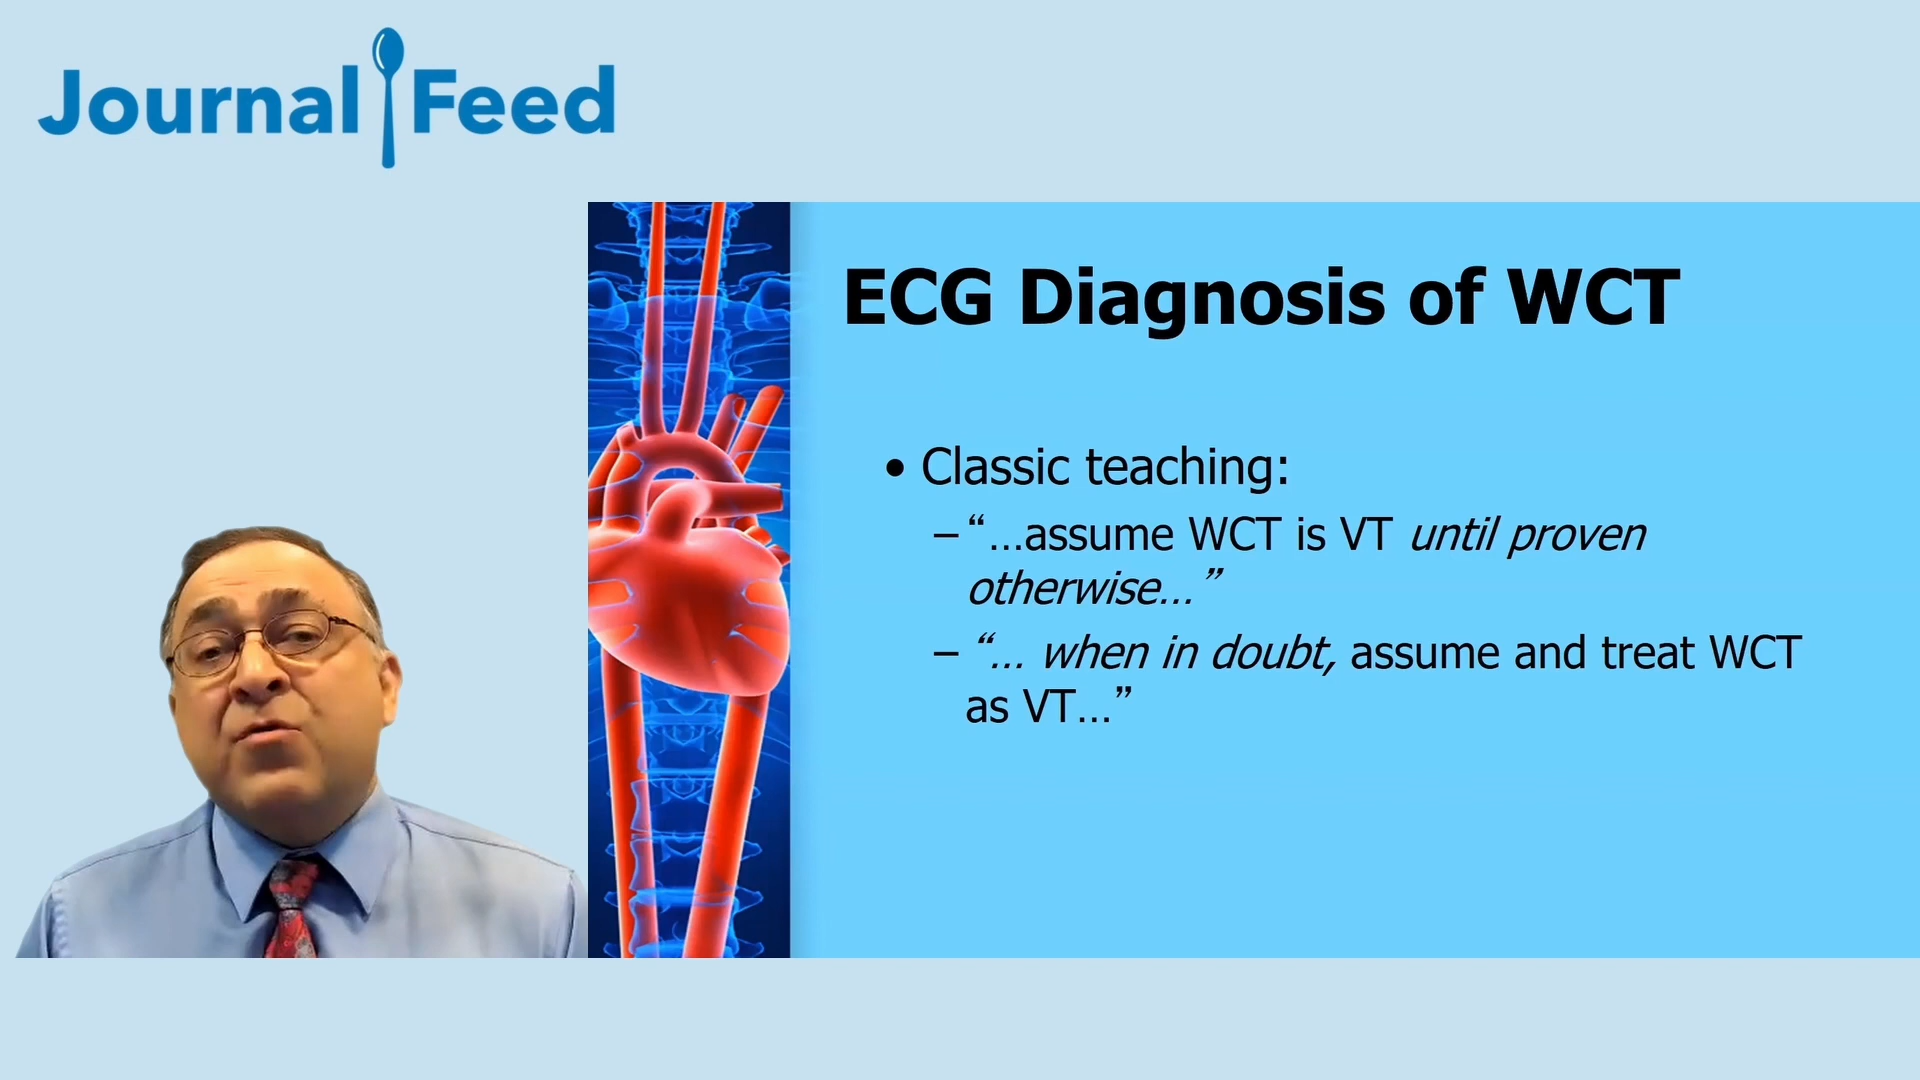 Journal Feed
ECG Diagnosis of WCT
• Classic teaching:
– “…assume WCT is VT until proven
otherwise…”
– “… when in doubt, assume and treat WCT
as VT…”